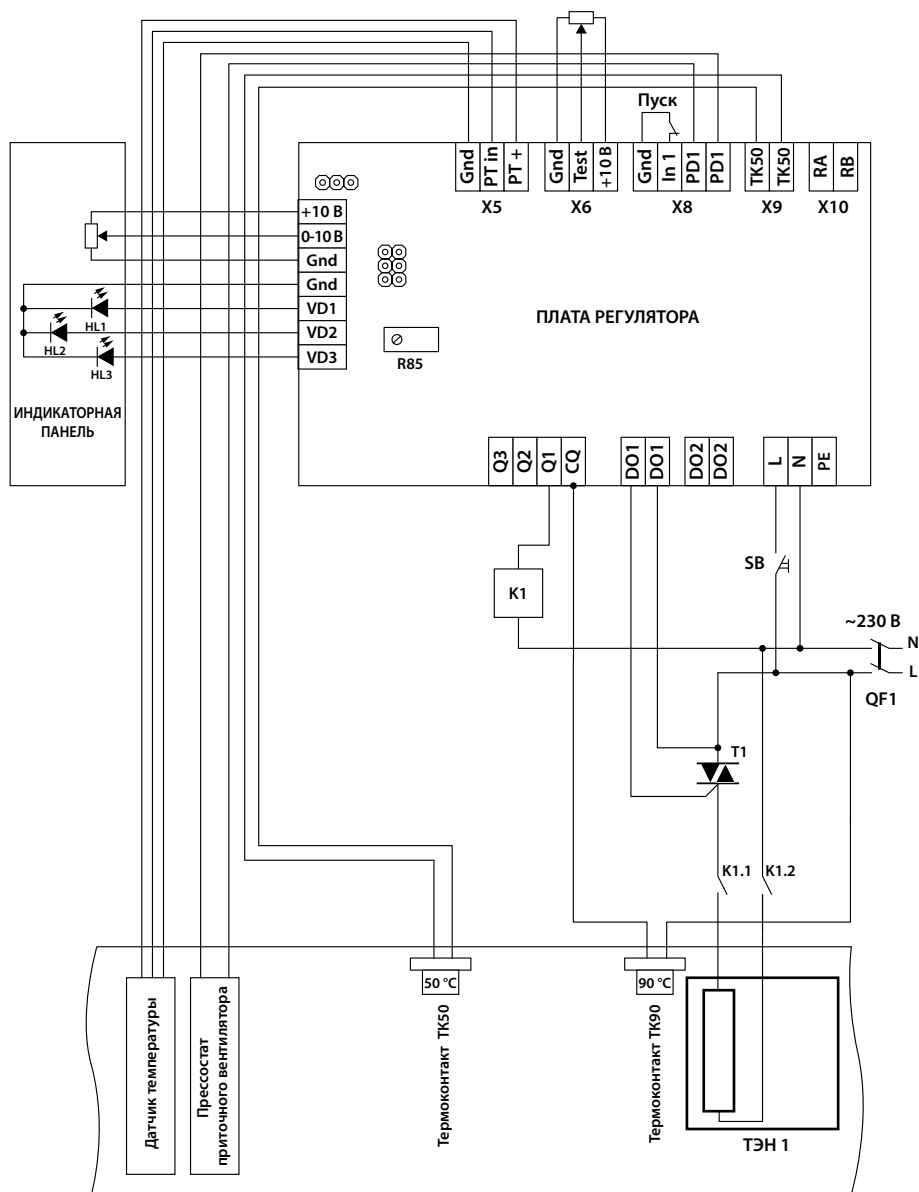 Пуск
Gnd
PT in
PT +
Gnd
Test
+10 В
Gnd
In 1
PD1
PD1
TK50
TK50
RA
RB
X5
X6
X8
X9
X10
+10 В
0-10 В
Gnd
Gnd
VD1
VD2
VD3
HL1
HL2
HL3
ИНДИКАТОРНАЯ
ПАНЕЛЬ
R85
ПЛАТА РЕГУЛЯТОРА
Q3
Q2
Q1
CQ
DO1
DO1
DO2
DO2
L
N
PE
K1
SB
~230 В
N
L
QF1
T1
K1.1
K1.2
50 °C
90 °C
Датчик температуры
Прессостат
приточного вентилятора
Термоконтакт ТК50
Термоконтакт ТК90
ТЭН 1